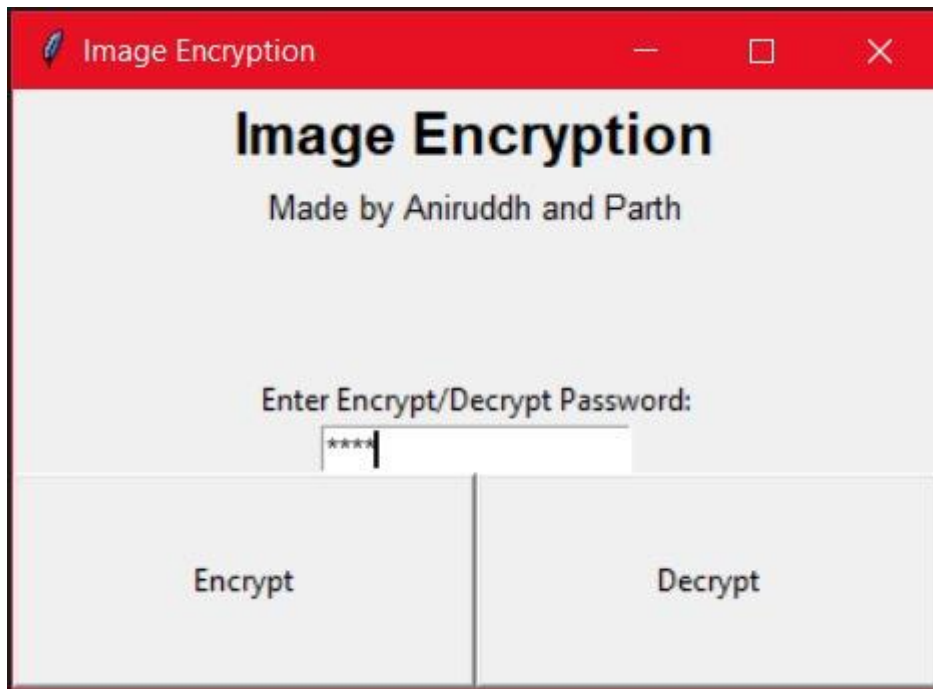 Image Encryption
Image Encryption
Made by Aniruddh and Parth
Enter Encrypt/Decrypt Password:
****
Encrypt
Decrypt